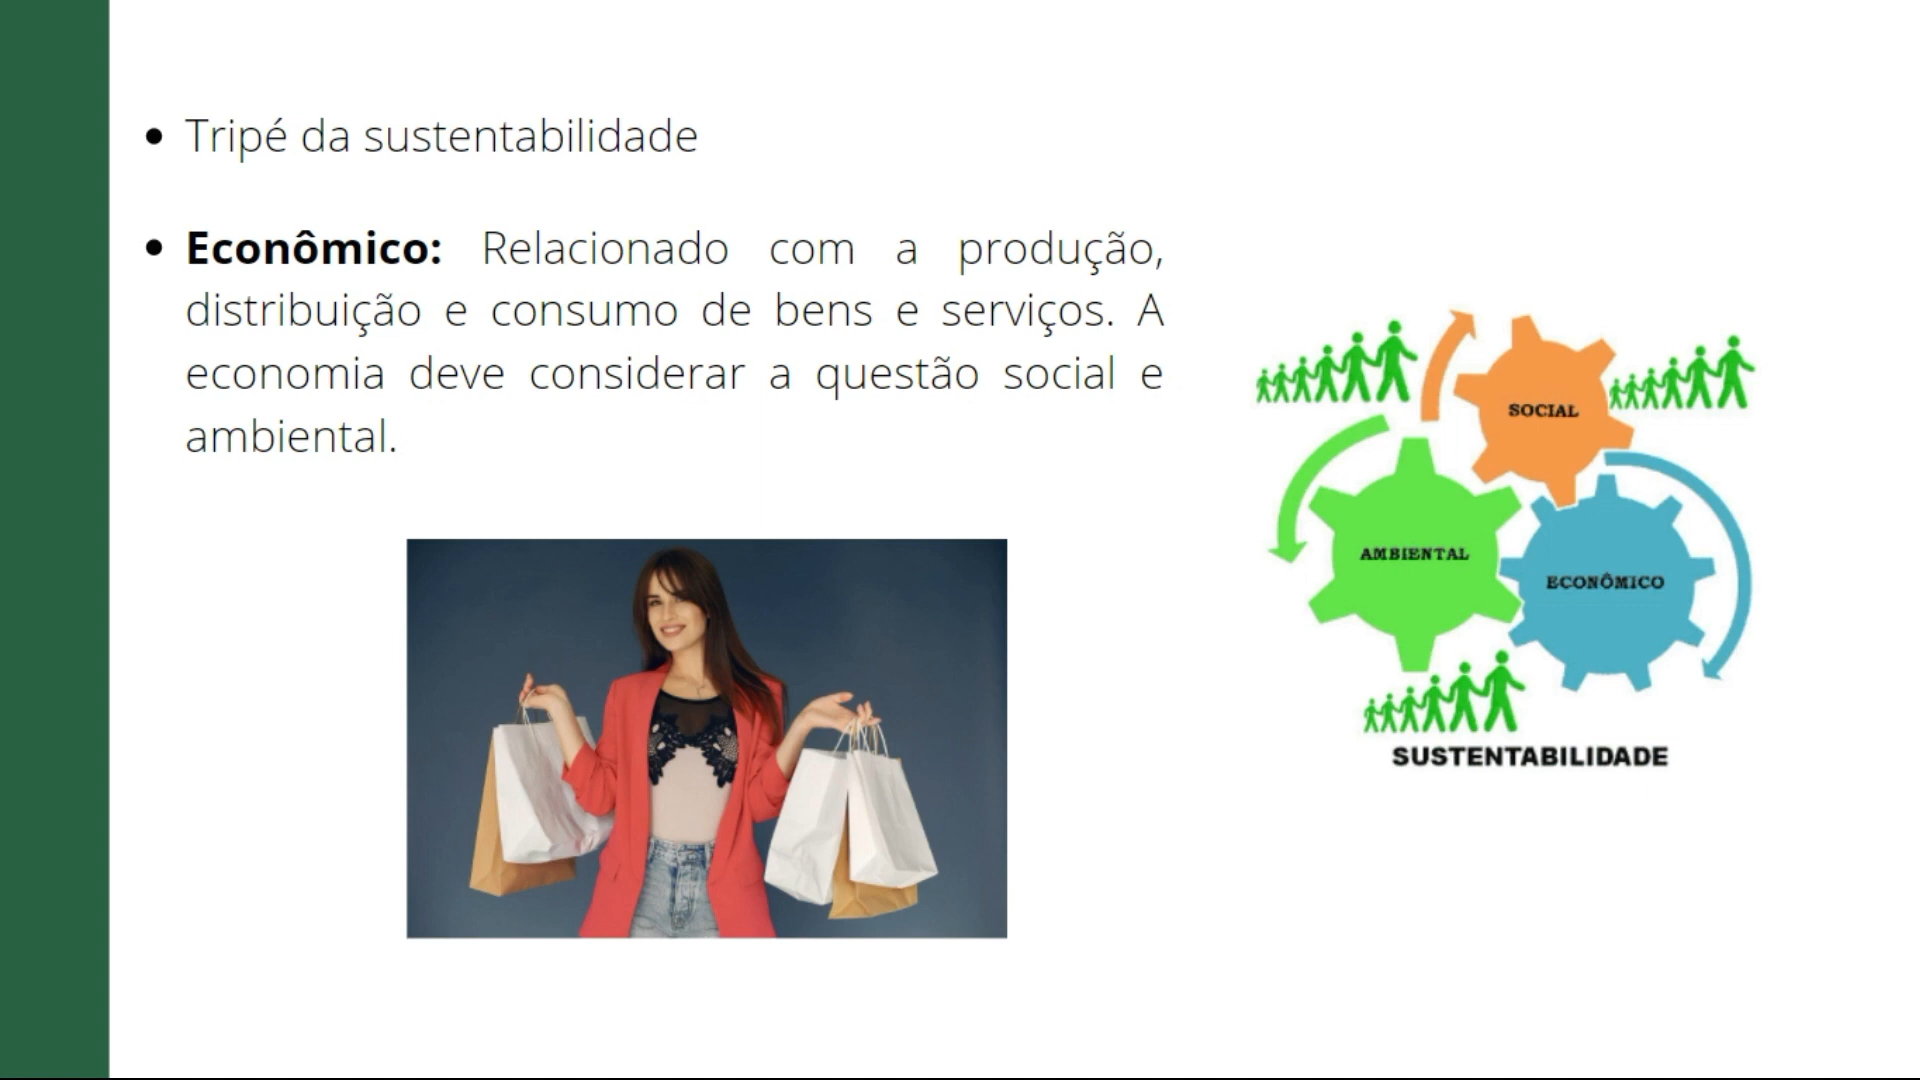 Tripé da sustentabilidade
Econômico: Relacionado com a produção,
distribuição e consumo de bens e serviços. A
economia deve considerar a questão social e
ambiental.
SOCIAL
AMBIENTAL
ECONÔMICO
SUSTENTABILIDADE